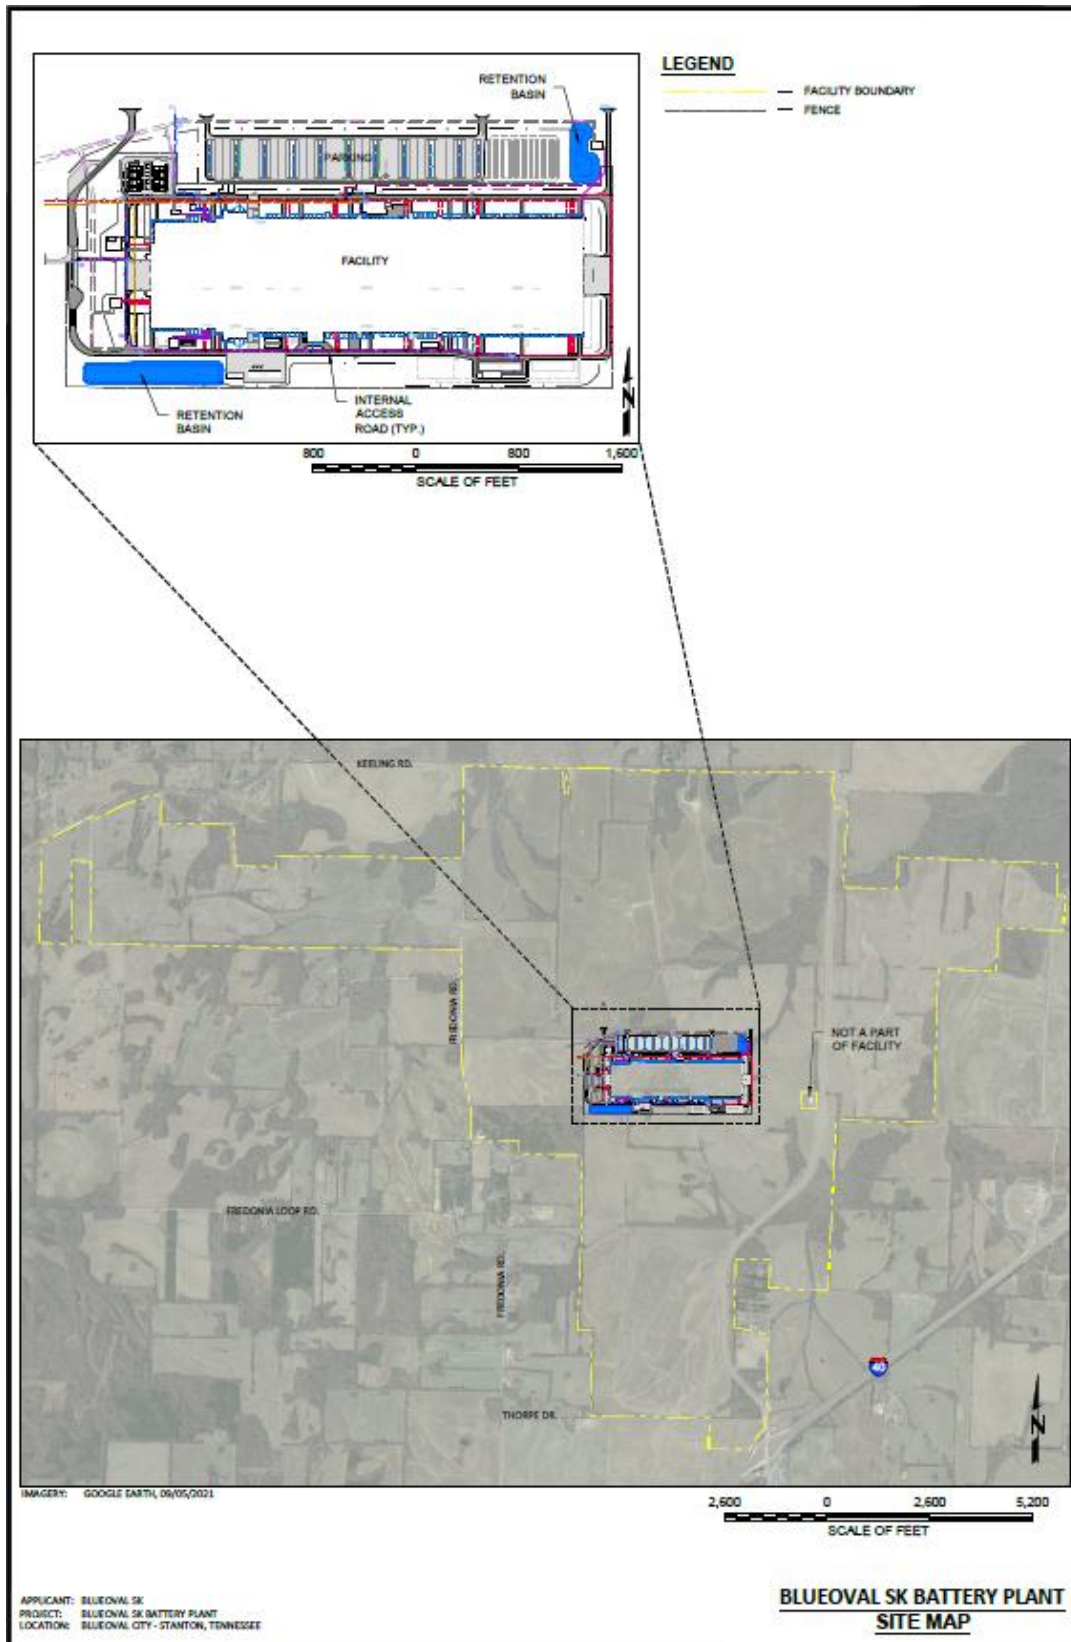 LEGEND
FACILITY BOUNDARY
FENCE
RETENTION
BASIN
PARKING
FACILITY
RETENTION
BASIN
INTERNAL
ACCESS
ROAD (TYP.)
N
800 0 800 1,600
SCALE OF FEET
KEELING RD.
FREDONIA RD.
NOT A PART
OF FACILITY
FREDONIA LOOP RD.
FREDONIA RD.
40
THORPE DR.
N
IMAGERY: GOOGLE EARTH, 09/05/2021
2,600 0 2,600 5,200
SCALE OF FEET
APPLICANT: BLUEOVAL SK
PROJECT: BLUEOVAL SK BATTERY PLANT
LOCATION: BLUEOVAL CITY - STANTON, TENNESSEE
BLUEOVAL SK BATTERY PLANT
SITE MAP